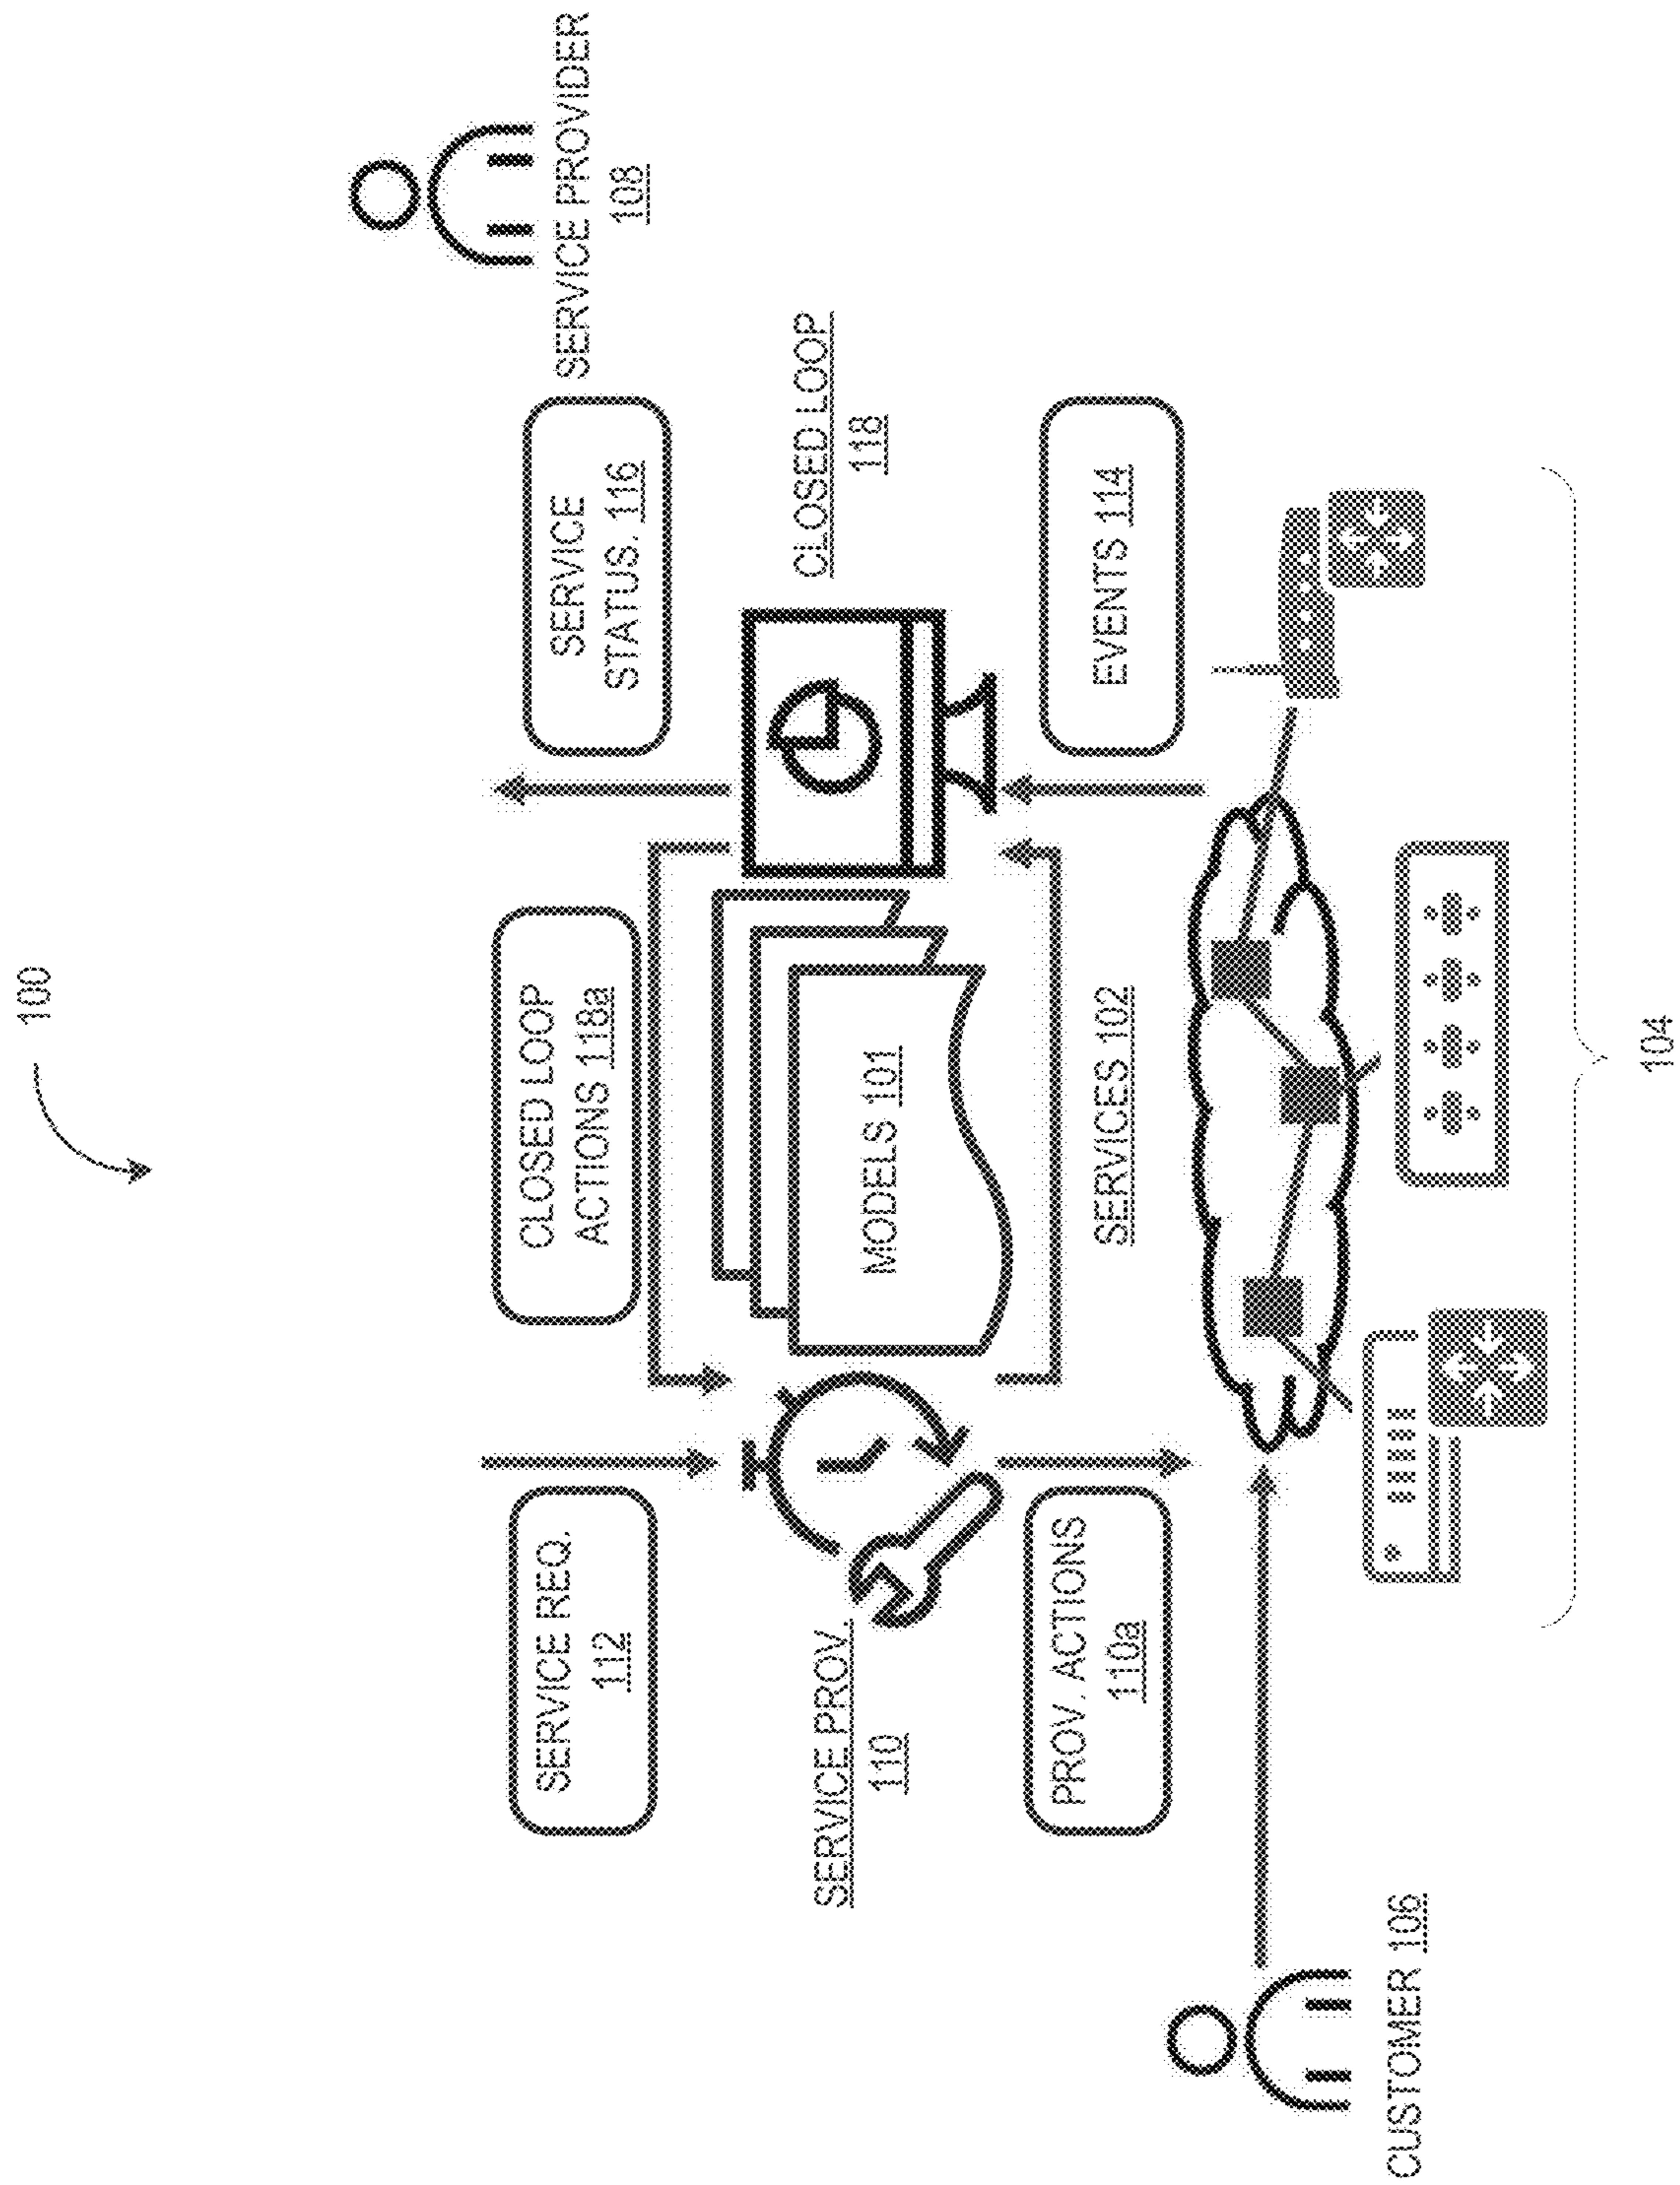 100
SERVICE PROVIDER
108
SERVICE REQ.
112
CLOSED LOOP
ACTIONS 118a
SERVICE
STATUS. 116
SERVICE PROV.
110
MODELS 101
CLOSED LOOP
118
PROV. ACTIONS
110a
SERVICES 102
EVENTS 114
CUSTOMER 106
104